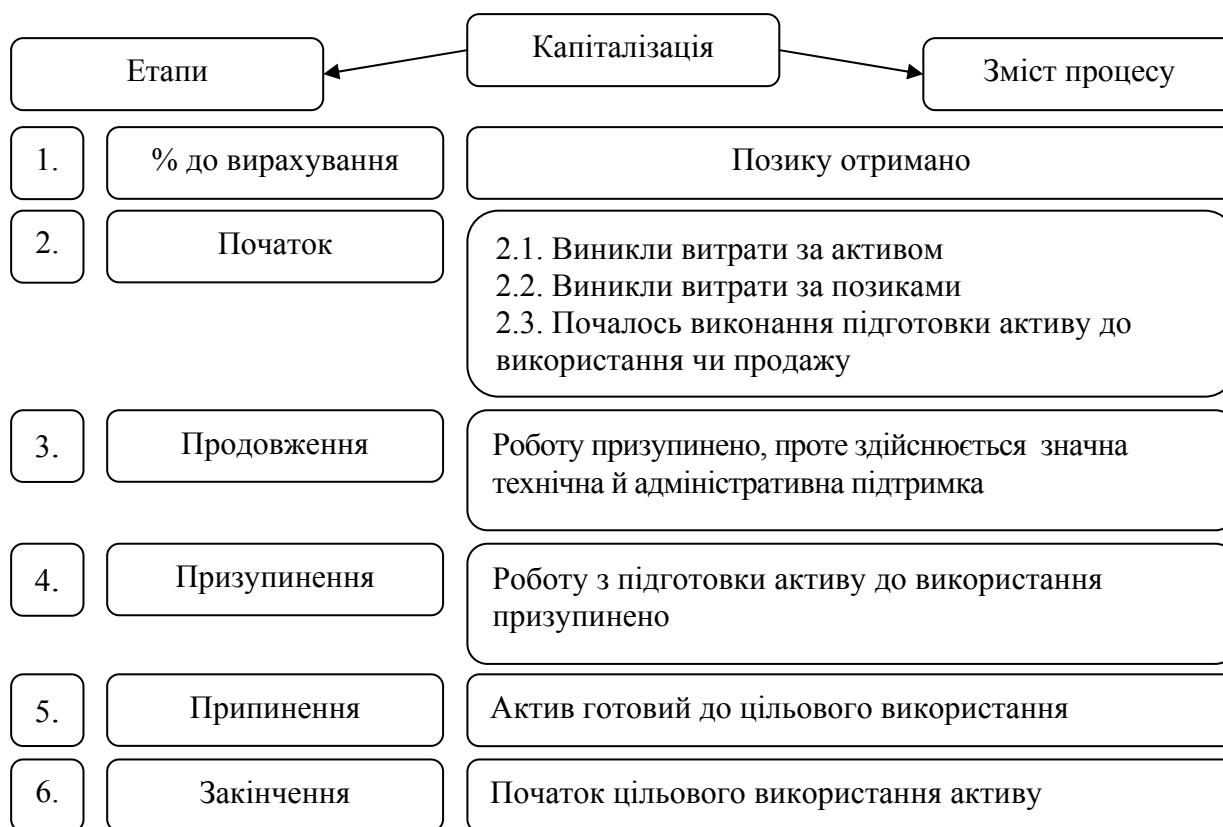 Капіталізація
Етапи
Зміст процесу
1.
% до вирахування
Позику отримано
2.
Початок
2.1. Виникли витрати за активом
2.2. Виникли витрати за позиками
2.3. Почалось виконання підготовки активу до
використання чи продажу
3.
Продовження
Роботу призупинено, проте здійснюється значна
технічна й адміністративна підтримка
4.
Призупинення
Роботу з підготовки активу до використання
призупинено
5.
Припинення
Актив готовий до цільового використання
6.
Закінчення
Початок цільового використання активу